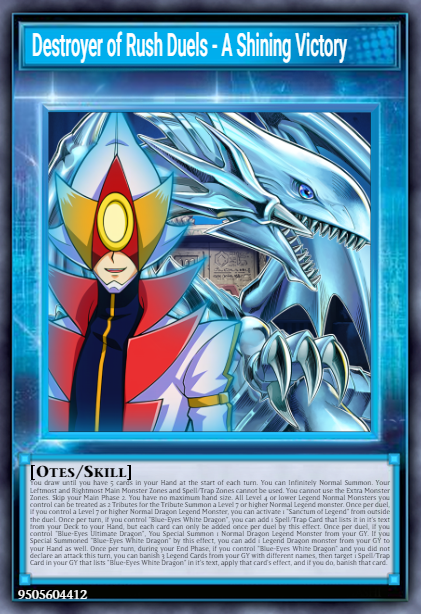 Destroyer of Rush Duels - A Shining Victory
[Otes/Skill]
You draw until you have 5 cards in your Hand at the start of each turn. You can Infinitely Normal Summon. Your
Leftmost and Rightmost Main Monster Zones and Spell/Trap Zones cannot be used. You cannot use the Extra Monster
Zones. Skip your Main Phase 2. You have no maximum hand size. All Level 4 or lower Legend Normal Monsters you
control can be treated as 2 Tributes for the Tribute Summon a Level 7 or higher Normal Legend monster. Once per duel,
if you control a Level 7 or higher Normal Dragon Legend Monster, you can activate 1 "Sanctum of Legend" from outside
the duel. Once per turn, if you control "Blue-Eyes White Dragon", you can add 1 Spell/Trap Card that lists it in it's text
from your Deck to your Hand, but each card can only be added once per duel by this effect. Once per duel, if you
control "Blue-Eyes Ultimate Dragon", You Special Summon 1 Normal Dragon Legend Monster from your GY. If you
Special Summoned "Blue-Eyes White Dragon" by this effect, you can add 1 Legend Dragon monster from your GY to
your Hand as well. Once per turn, during your End Phase, if you control "Blue-Eyes White Dragon" and you did not
declare an attack this turn, you can banish 3 Legend Cards from your GY with different names, then target 1 Spell/Trap
Card in your GY that lists "Blue-Eyes White Dragon" in it's text, apply that card's effect, and if you do, banish that card.
9505604412